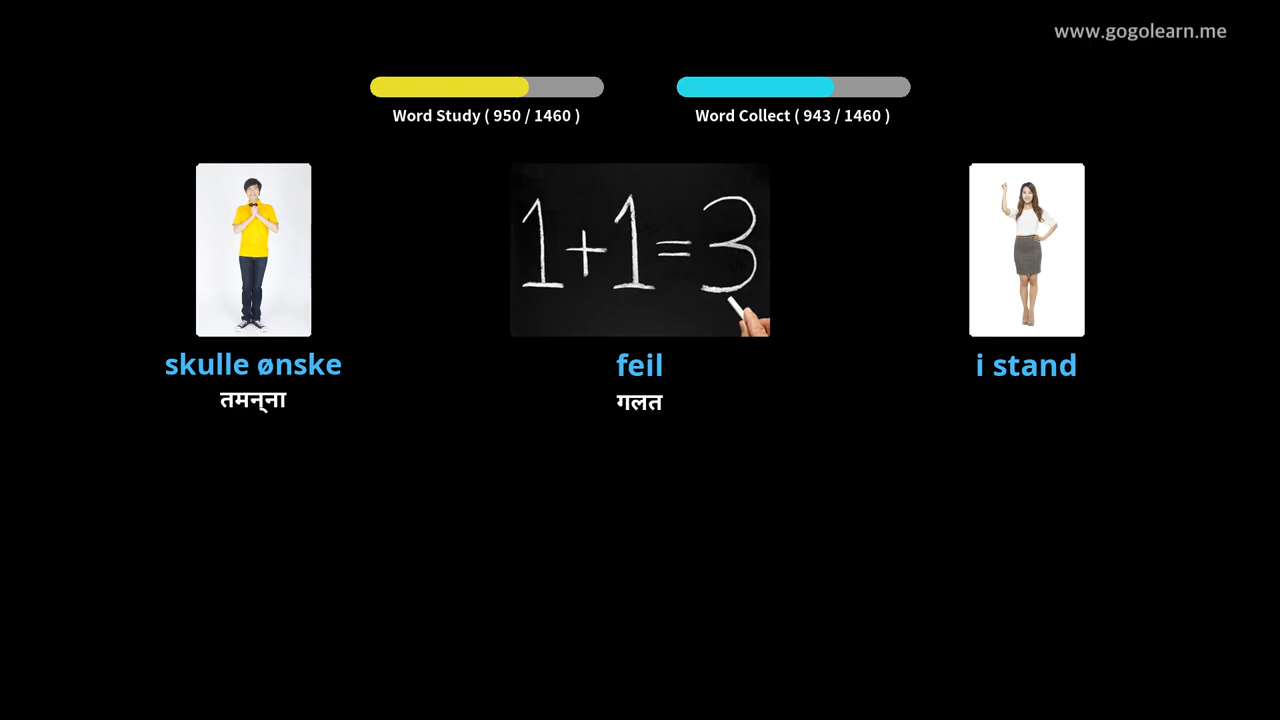 www.gogolearn.me
Word Study ( 950 / 1460 )
Word Collect ( 943 / 1460 )
1+1=3
skulle ønske
feil
i stand
तमन्ना
गलत